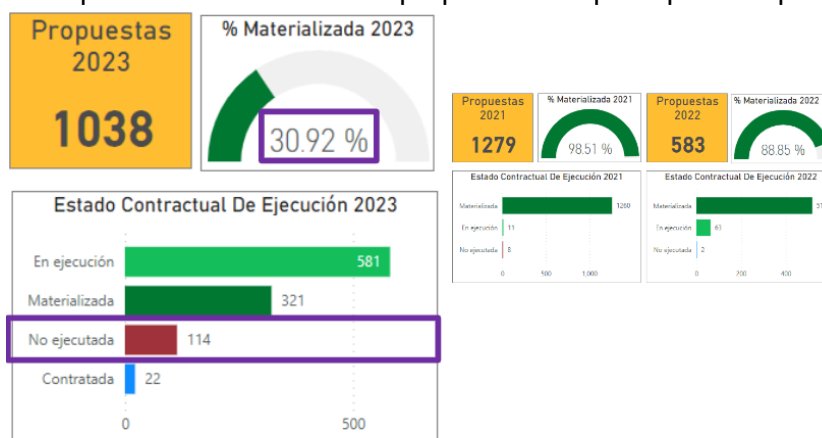 Propuestas
2023
1038
% Materializada 2023
30.92 %
Estado Contractual De Ejecución 2023
En ejecución 581
Materializada 321
No ejecutada 114
Contratada 22
0 500
Propuestas
2021
1279
% Materializada 2021
98.51 %
Propuestas
2022
583
% Materializada 2022
88.85 %
Estado Contractual De Ejecución 2021
Materializada 1260
En ejecución 11
No ejecutada 8
0 500 1,000
Estado Contractual De Ejecución 2022
Materializada
En ejecución 63
No ejecutada 2
0 200 400